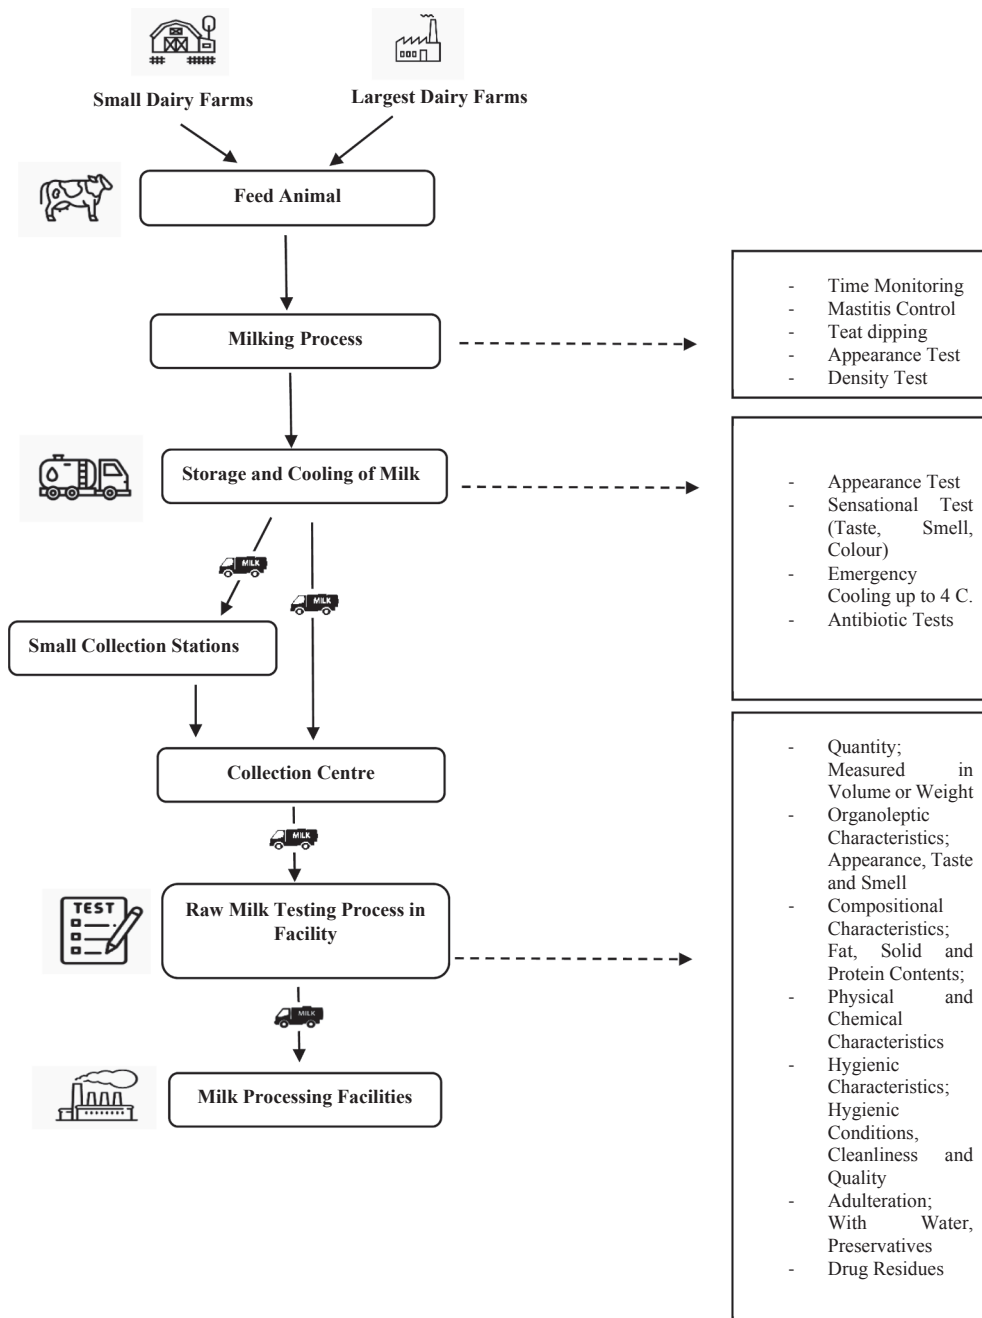 Small Dairy Farms
Largest Dairy Farms
Feed Animal
Milking Process
- Time Monitoring
- Mastitis Control
- Teat dipping
- Appearance Test
- Density Test
Storage and Cooling of Milk
- Appearance Test
- Sensational Test
(Taste, Smell,
Colour)
- Emergency
Cooling up to 4 C.
- Antibiotic Tests
MILK
MILK
Small Collection Stations
Collection Centre
MILK
TEST
Raw Milk Testing Process in
Facility
- Quantity;
Measured in
Volume or Weight
- Organoleptic
Characteristics;
Appearance, Taste
and Smell
- Compositional
Characteristics;
Fat, Solid and
Protein Contents;
- Physical and
Chemical
Characteristics
- Hygienic
Characteristics;
Hygienic
Conditions,
Cleanliness and
Quality
- Adulteration;
With Water,
Preservatives
- Drug Residues
MILK
Milk Processing Facilities